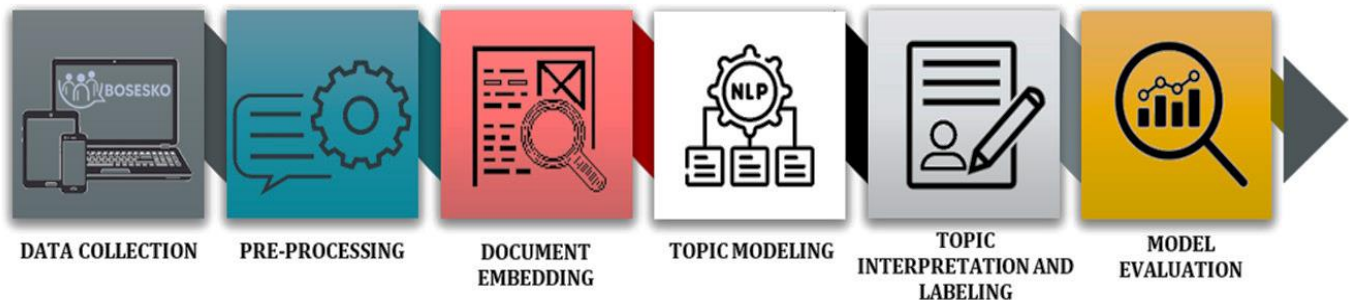 BOSESKO
NLP
DATA COLLECTION
PRE-PROCESSING
DOCUMENT
EMBEDDING
TOPIC MODELING
TOPIC
INTERPRETATION AND
LABELING
MODEL
EVALUATION